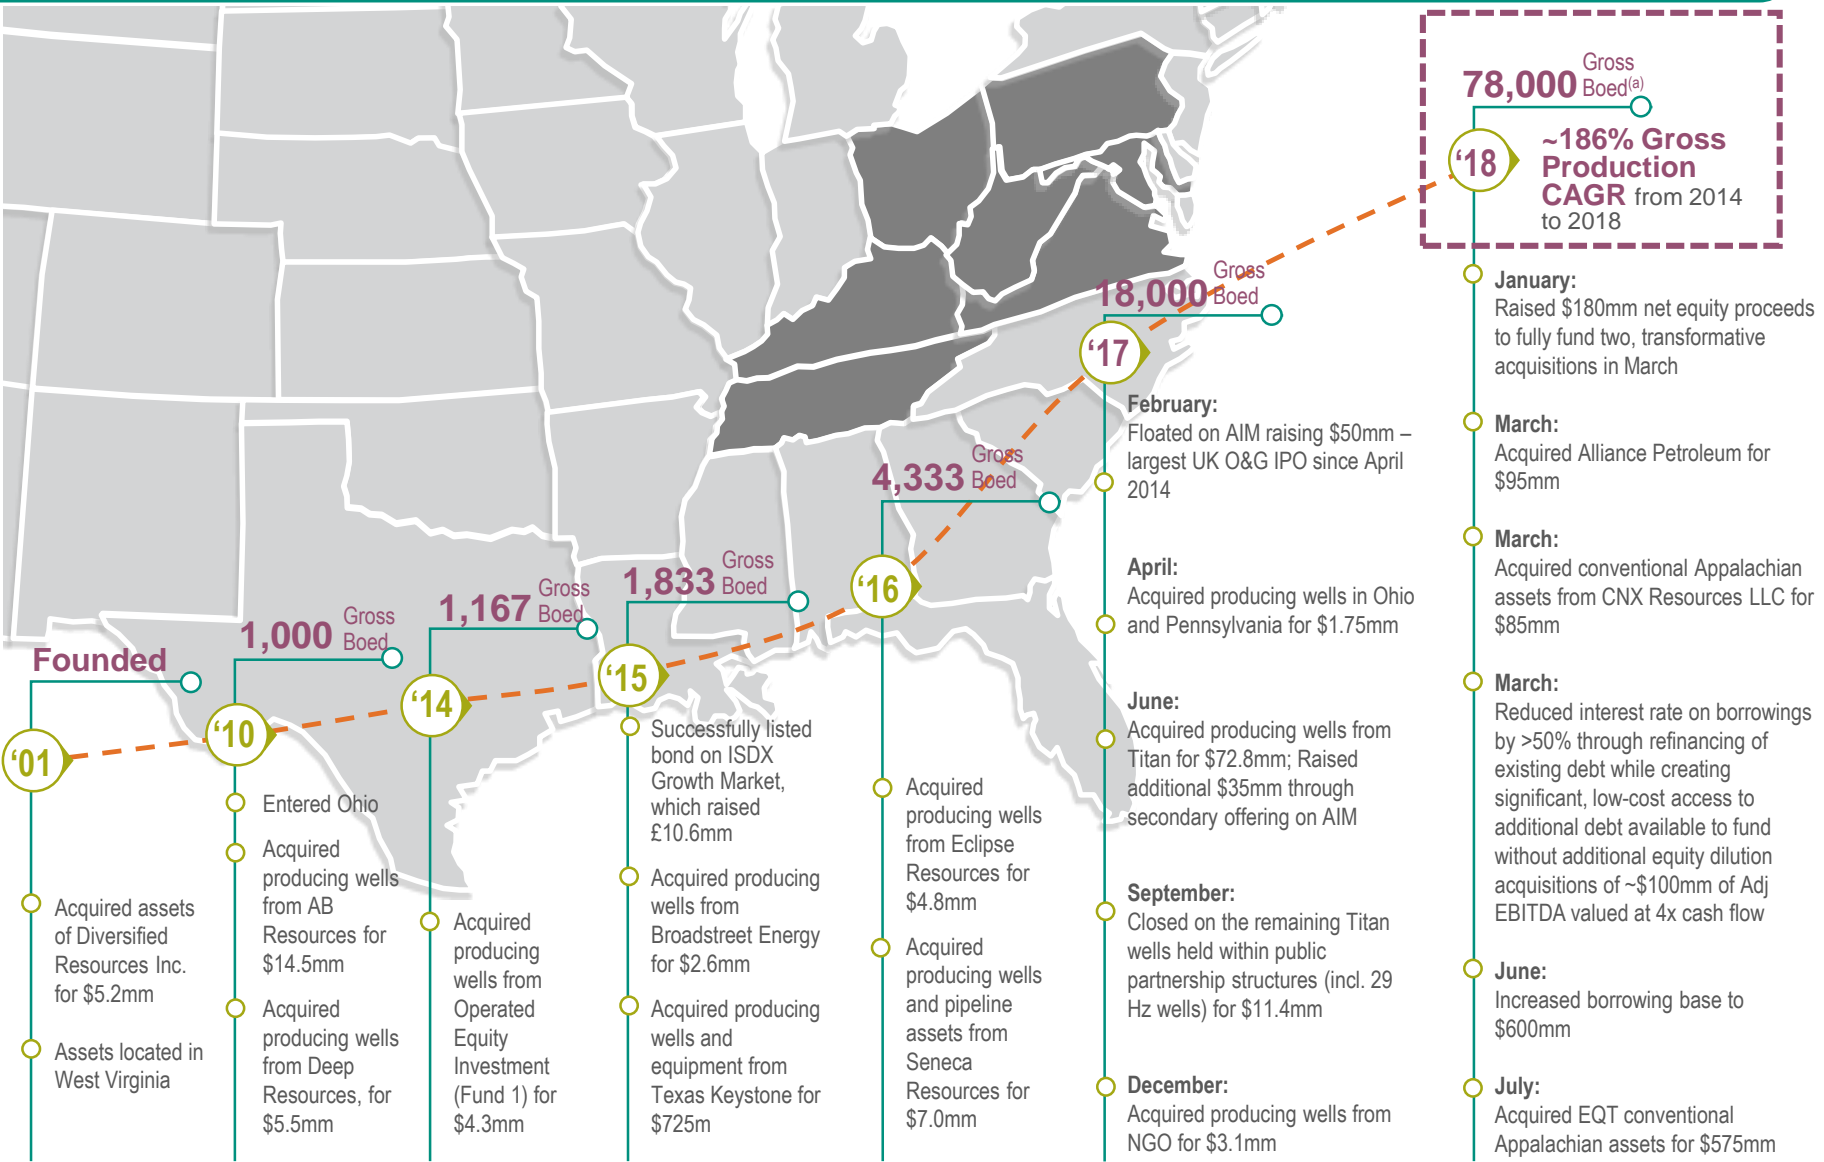 Founded
‘01
Acquired assets
of Diversified
Resources Inc.
for $5.2mm
Assets located in
West Virginia
1,000 Gross
Boed
‘10
Entered Ohio
Acquired
producing wells
from AB
Resources for
$14.5mm
Acquired
producing wells
from Deep
Resources, for
$5.5mm
1,167 Gross
Boed
‘14
Acquired
producing
wells from
Operated
Equity
Investment
(Fund 1) for
$4.3mm
1,833 Gross
Boed
‘15
Successfully listed
bond on ISDX
Growth Market,
which raised
£10.6mm
Acquired producing
wells from
Broadstreet Energy
for $2.6mm
Acquired producing
wells and
equipment from
Texas Keystone for
$725m
4,333 Gross
Boed
‘16
Acquired
producing wells
from Eclipse
Resources for
$4.8mm
Acquired
producing wells
and pipeline
assets from
Seneca
Resources for
$7.0mm
18,000 Gross
Boed
‘17
February:
Floated on AIM raising $50mm –
largest UK O&G IPO since April
2014
April:
Acquired producing wells in Ohio
and Pennsylvania for $1.75mm
June:
Acquired producing wells from
Titan for $72.8mm; Raised
additional $35mm through
secondary offering on AIM
September:
Closed on the remaining Titan
wells held within public
partnership structures (incl. 29
Hz wells) for $11.4mm
December:
Acquired producing wells from
NGO for $3.1mm
78,000 Gross
Boed(a)
‘18
~186% Gross
Production
CAGR from 2014
to 2018
January:
Raised $180mm net equity proceeds
to fully fund two, transformative
acquisitions in March
March:
Acquired Alliance Petroleum for
$95mm
March:
Acquired conventional Appalachian
assets from CNX Resources LLC for
$85mm
March:
Reduced interest rate on borrowings
by >50% through refinancing of
existing debt while creating
significant, low-cost access to
additional debt available to fund
without additional equity dilution
acquisitions of ~$100mm of Adj
EBITDA valued at 4x cash flow
June:
Increased borrowing base to
$600mm
July:
Acquired EQT conventional
Appalachian assets for $575mm